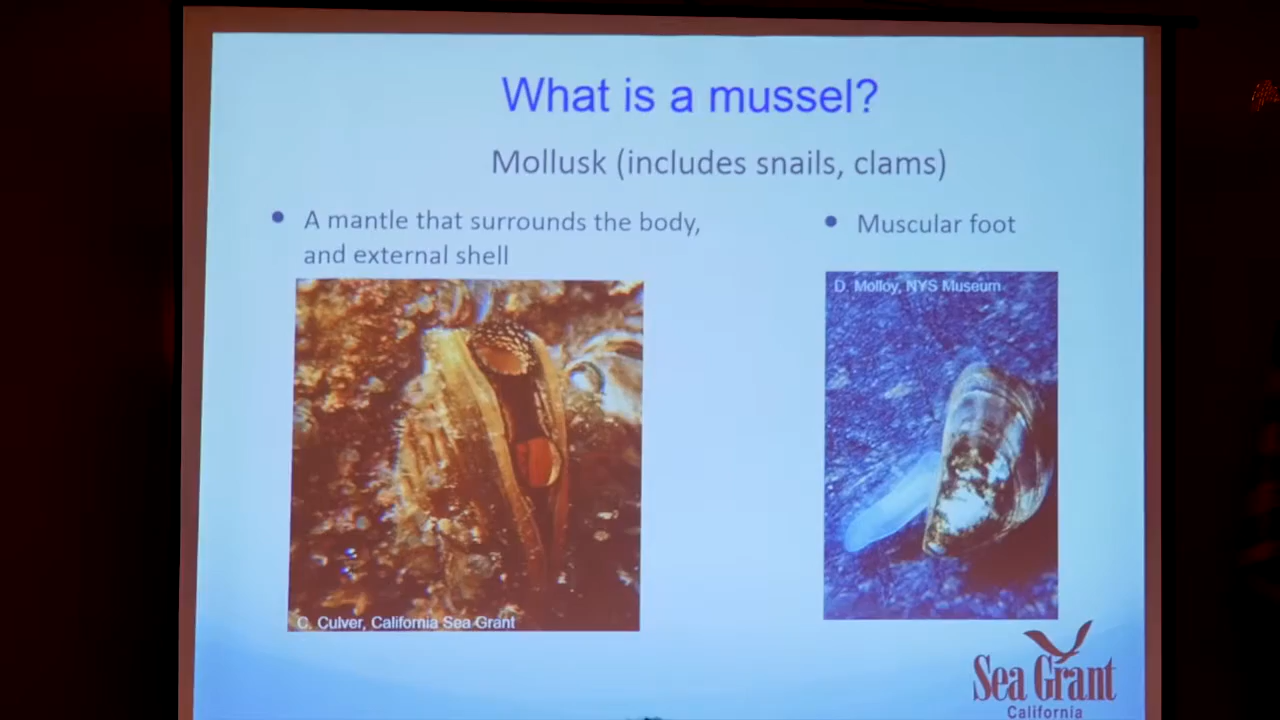 What is a mussel?
Mollusk (includes snails, clams)
• A mantle that surrounds the body,
and external shell
• Muscular foot
D. Molloy, NYS Museum
C. Culver, California Sea Grant
Sea Grant
California